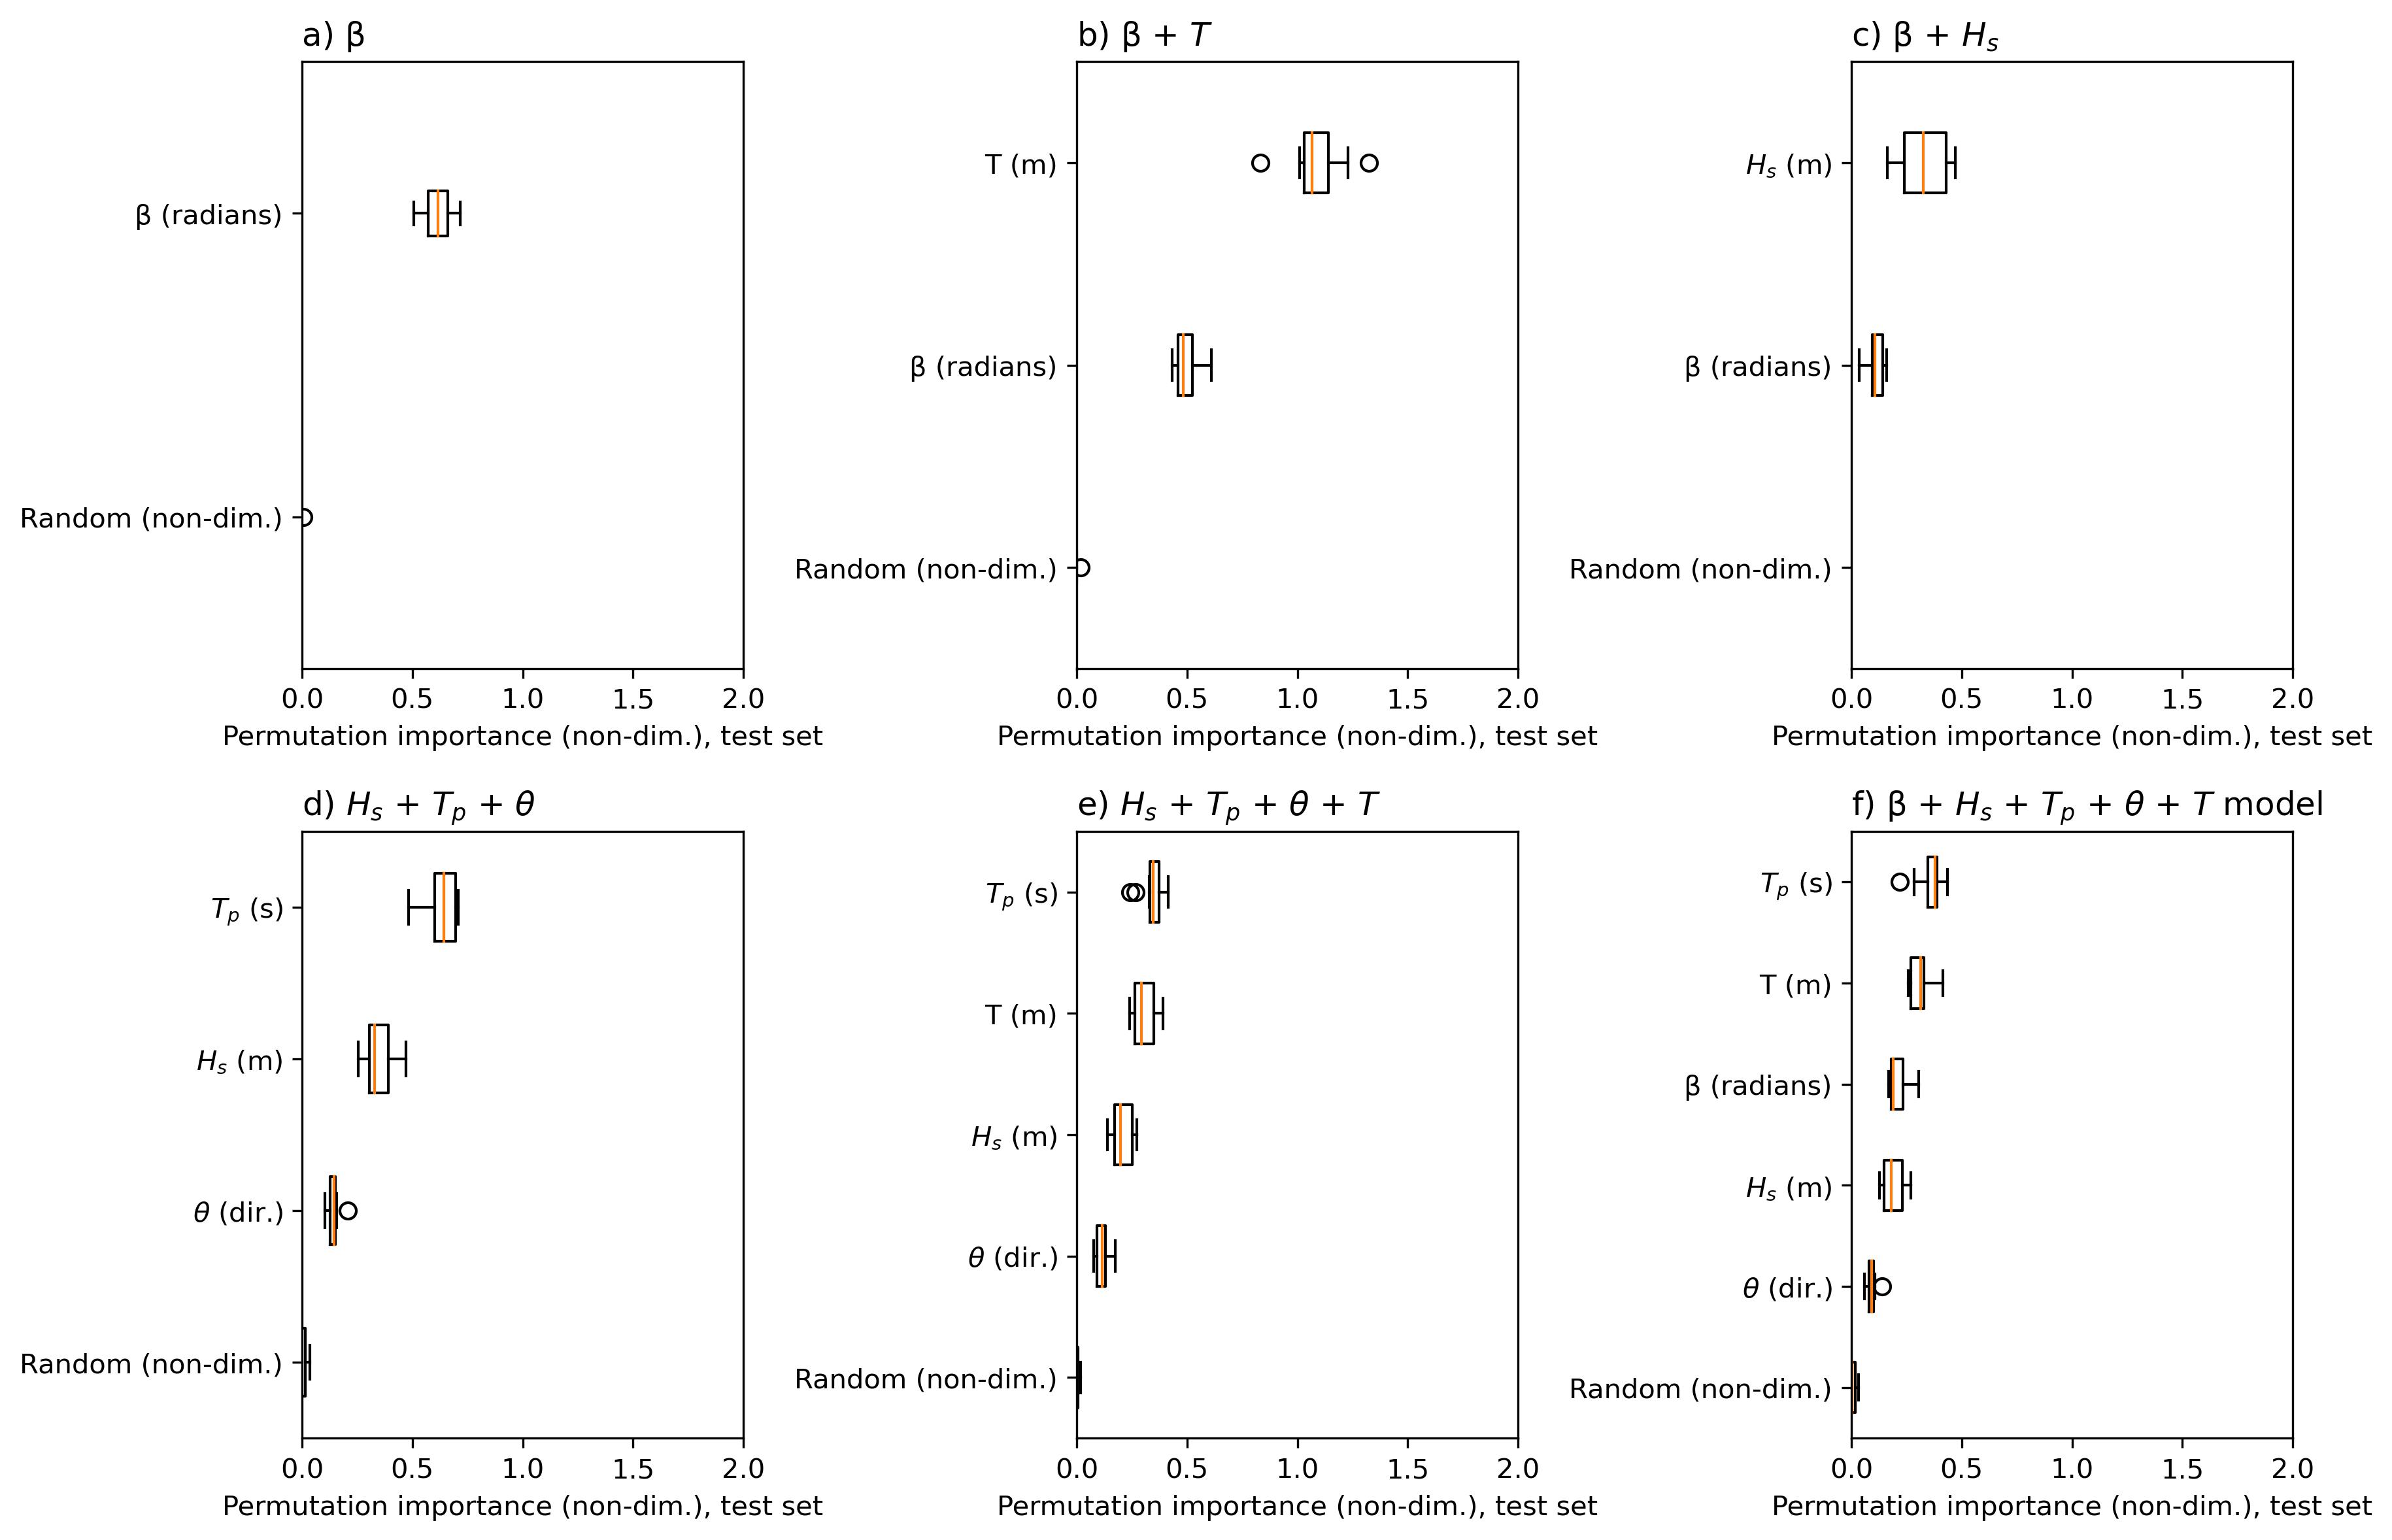 a) β
β (radians)
Random (non-dim.)
0.0 0.5 1.0 1.5 2.0
Permutation importance (non-dim.), test set
b) β + T
T (m)
β (radians)
Random (non-dim.)
0.0 0.5 1.0 1.5 2.0
Permutation importance (non-dim.), test set
c) β + Hs
Hs (m)
β (radians)
Random (non-dim.)
0.0 0.5 1.0 1.5 2.0
Permutation importance (non-dim.), test set
d) Hs + Tp + θ
Tp (s)
Hs (m)
θ (dir.)
Random (non-dim.)
0.0 0.5 1.0 1.5 2.0
Permutation importance (non-dim.), test set
e) Hs + Tp + θ + T
Tp (s)
T (m)
Hs (m)
θ (dir.)
Random (non-dim.)
0.0 0.5 1.0 1.5 2.0
Permutation importance (non-dim.), test set
f) β + Hs + Tp + θ + T model
Tp (s)
T (m)
β (radians)
Hs (m)
θ (dir.)
Random (non-dim.)
0.0 0.5 1.0 1.5 2.0
Permutation importance (non-dim.), test set